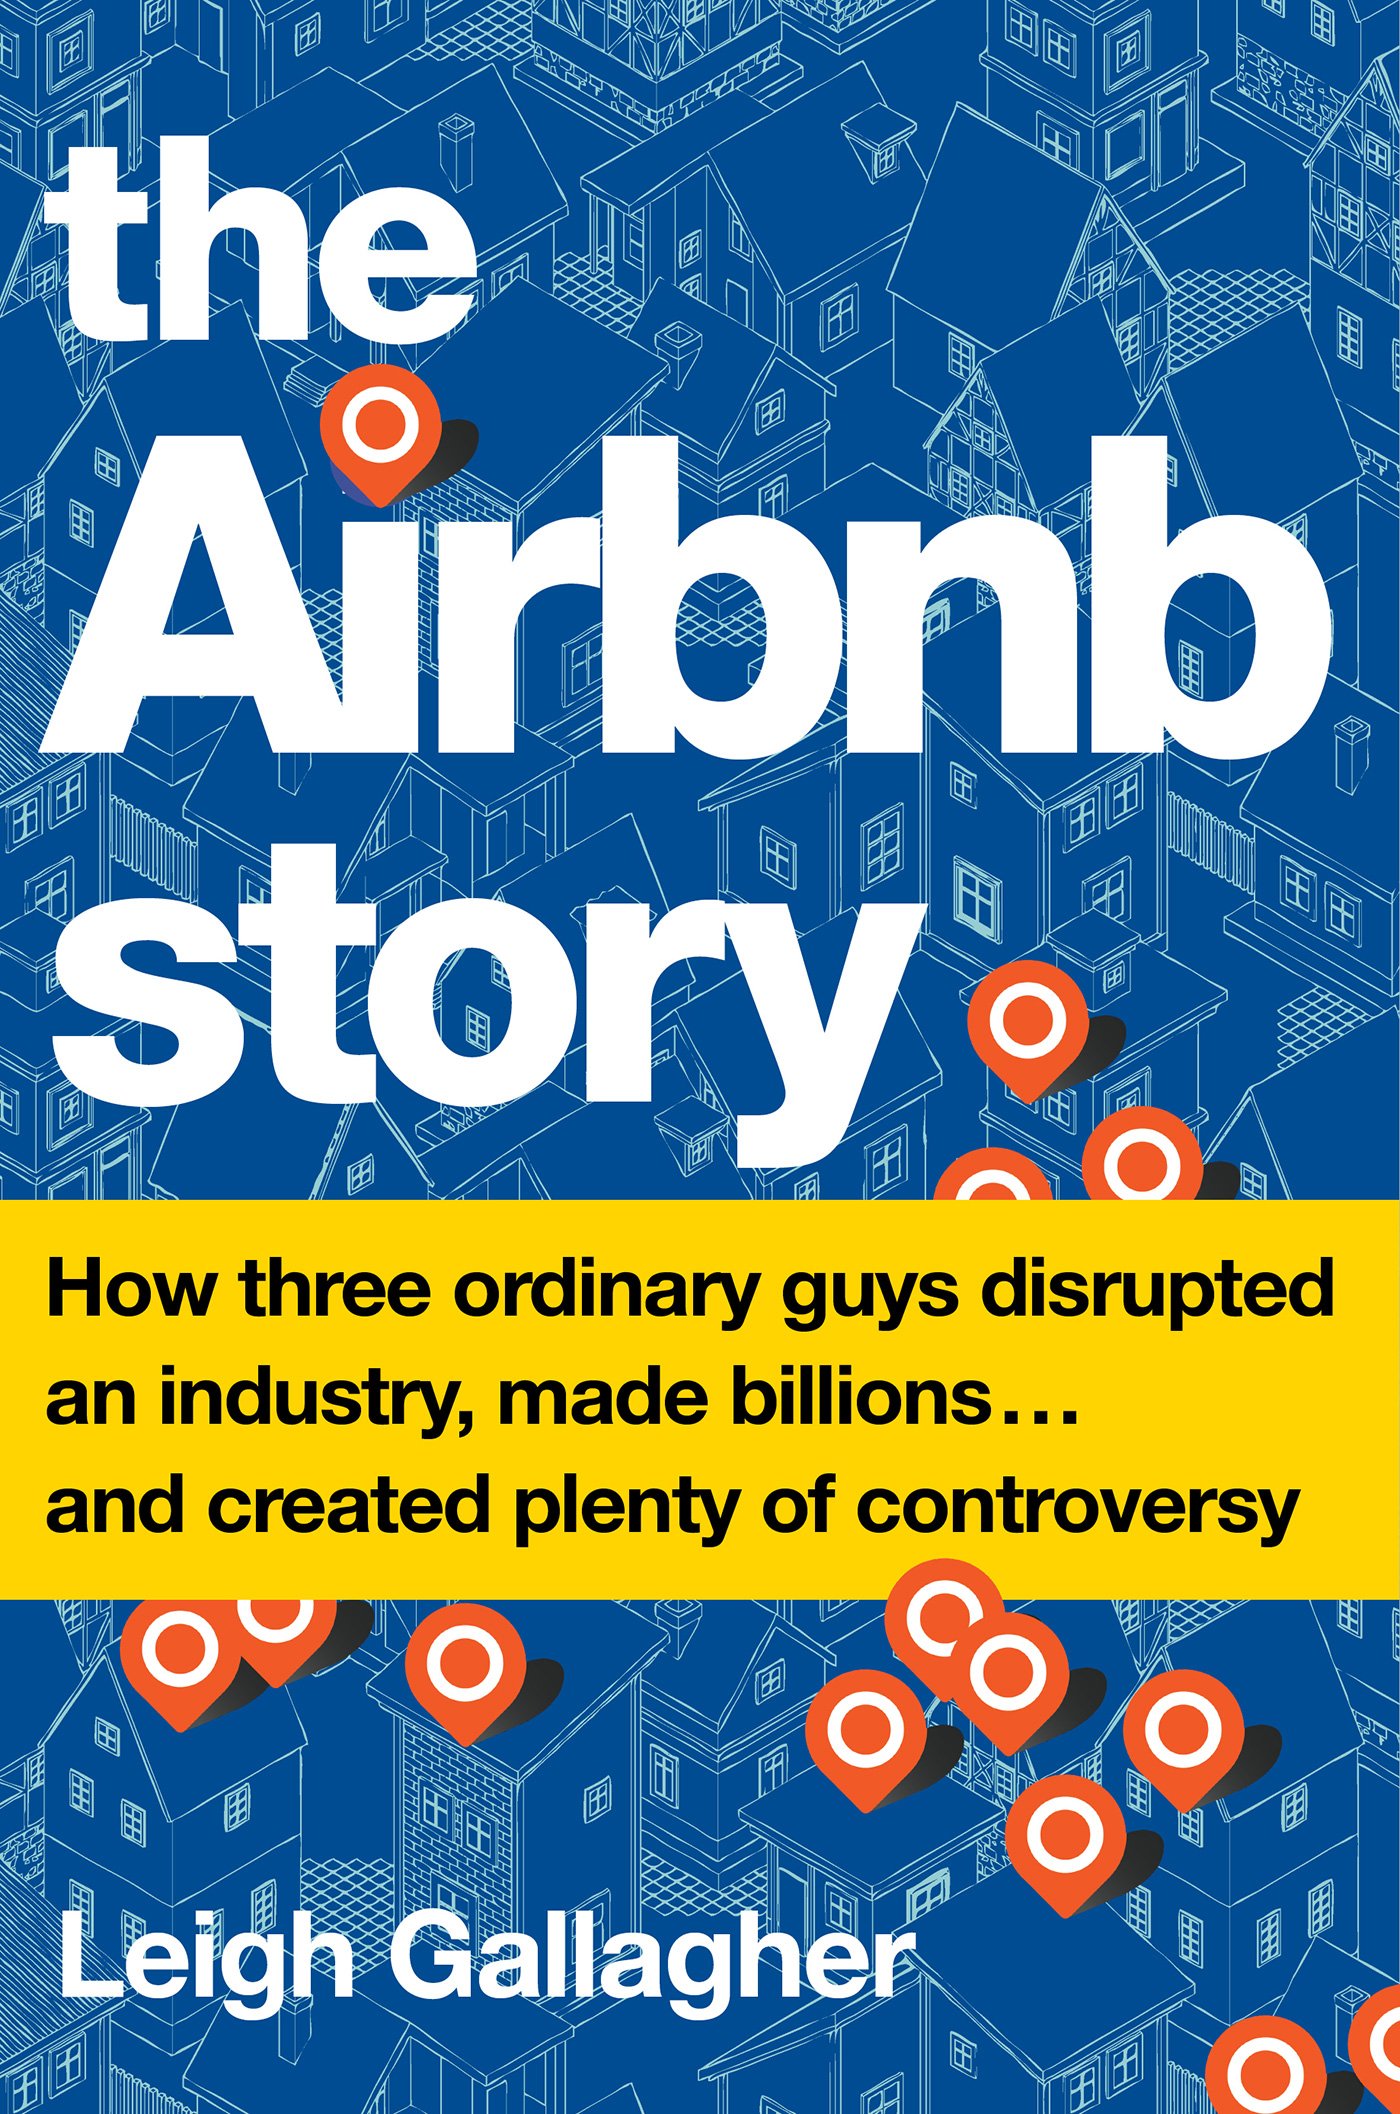 the
Airbnb
story
How three ordinary guys disrupted
an industry, made billions...
and created plenty of controversy
Leigh Gallagher